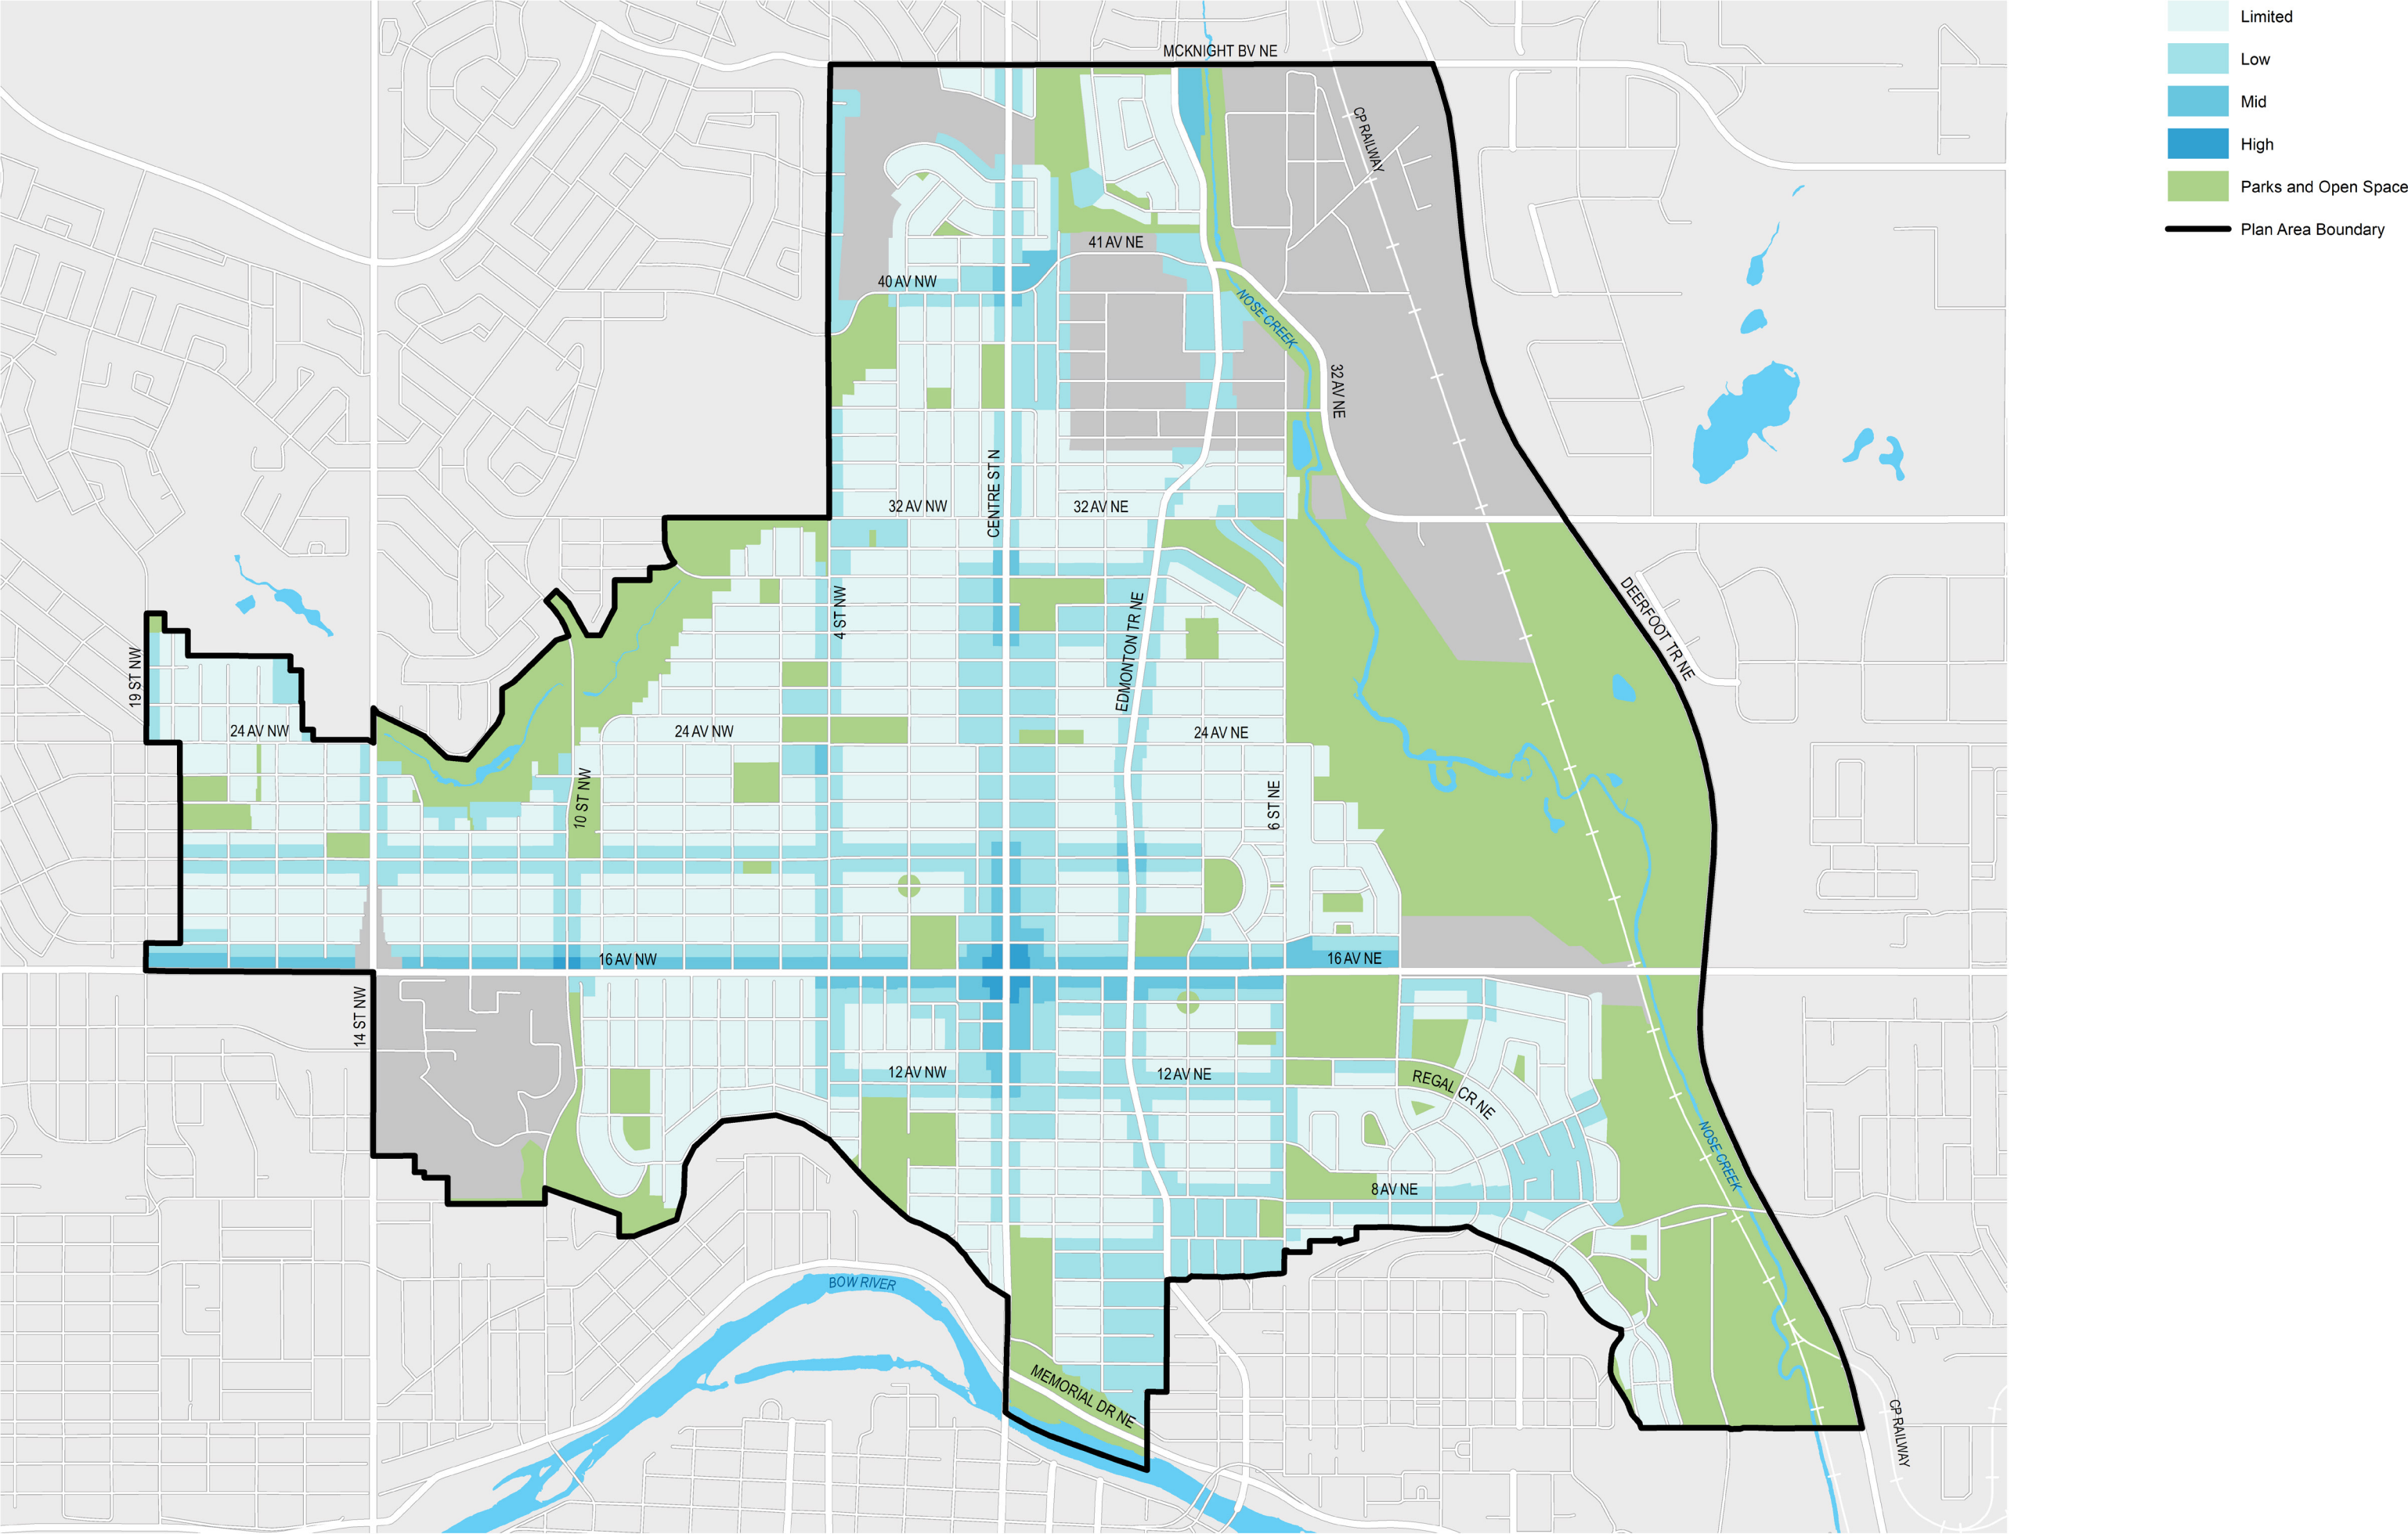 Limited
MCKNIGHT BV NE
Low
Mid
CP RAILWAY
High
Parks and Open Space
Plan Area Boundary
41 AV NE
40 AV NW
NOSE CREEK
32 AV NE
CENTRE ST N
32 AV NW
32 AV NE
4 ST NW
EDMONTON TR NE
DEERFOOT TR NE
19 ST NW
24 AV NW
24 AV NW
24 AV NE
10 ST NW
6 ST NE
16 AV NW
16 AV NE
14 ST NW
12 AV NW
12 AV NE
REGAL CR NE
NOSE CREEK
8 AV NE
BOW RIVER
MEMORIAL DR NE
CP RAILWAY